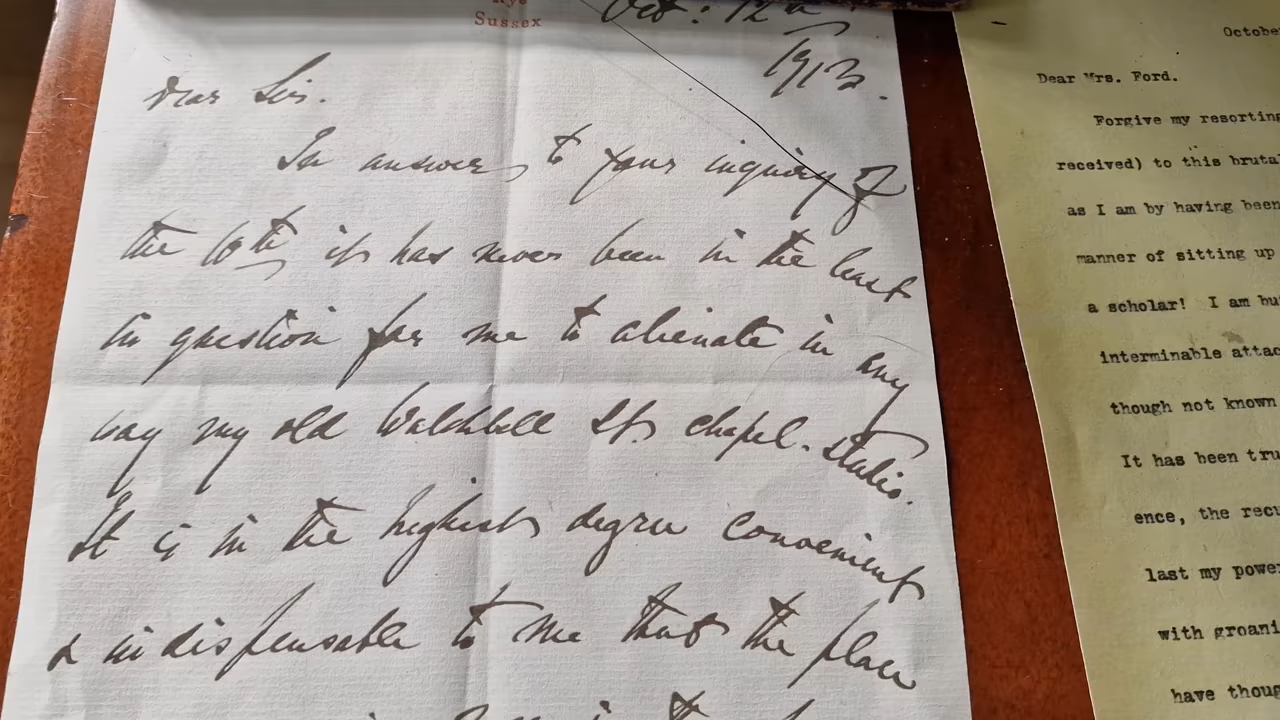 Rye
Sussex
Oct: 12th
1913.
Dear Sir.
In answer to your inquiry of
the 10th it has never been in the least
in question for me to alienate in any
way my old Watchbell St. chapel-studio.
It is in the highest degree convenient
& indispensable to me that the place
October
Dear Mrs. Ford.
Forgive my resorting
received) to this brutal
as I am by having been
manner of sitting up
a scholar! I am bu
interminable attac
though not known
It has been tru
ence, the recu
last my power
with groani
have thoug